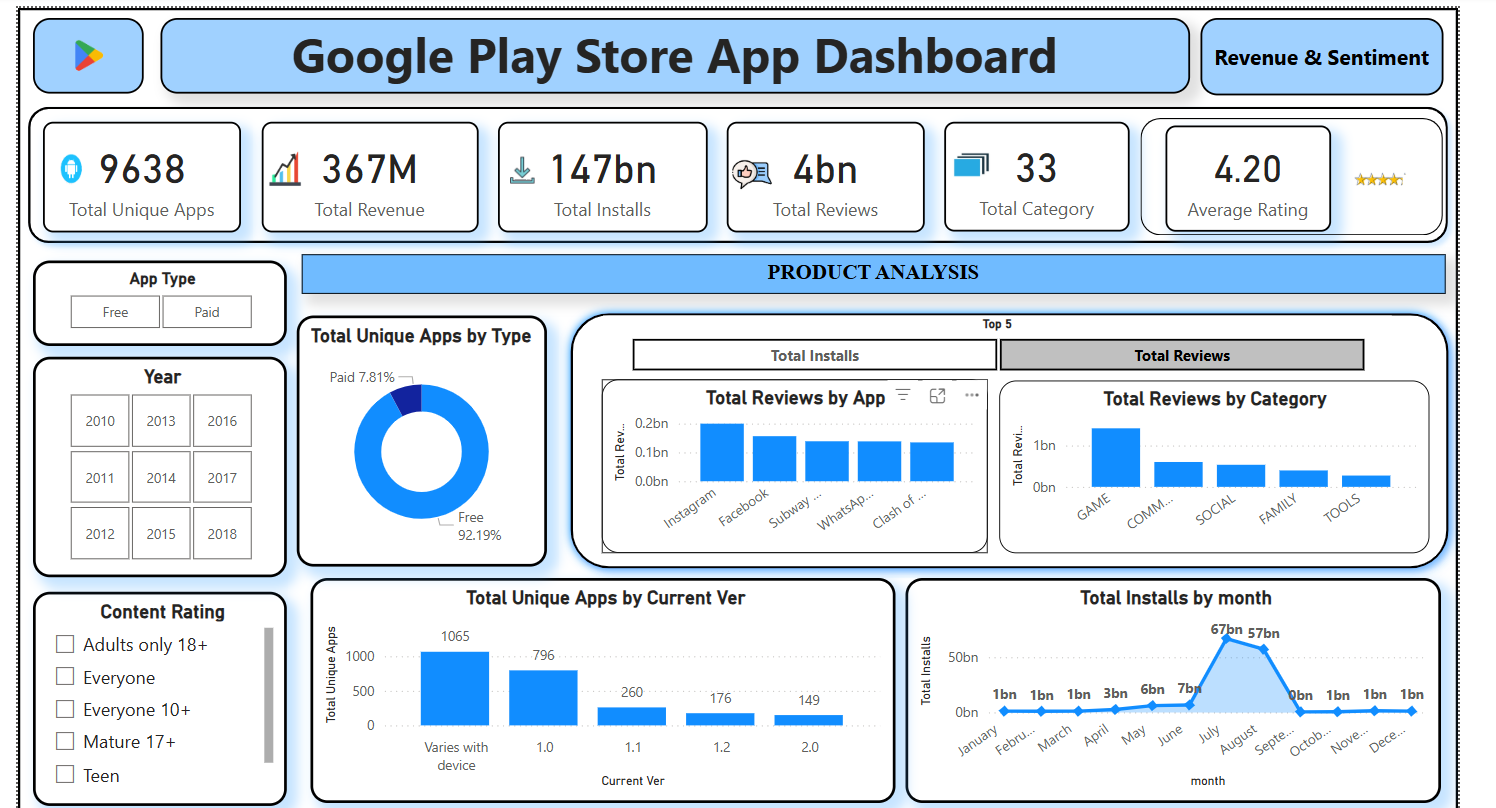 Google Play Store App Dashboard
Revenue & Sentiment
9638
Total Unique Apps
367M
Total Revenue
147bn
Total Installs
4bn
Total Reviews
33
Total Category
4.20
Average Rating
App Type
Free
Paid
PRODUCT ANALYSIS
Year
2010
2013
2016
2011
2014
2017
2012
2015
2018
Content Rating
Adults only 18+
Everyone
Everyone 10+
Mature 17+
Teen
Total Unique Apps by Type
Paid 7.81%
Free
92.19%
Top 5
Total Installs
Total Reviews
Total Reviews by App
Total Rev...
0.2bn
0.1bn
0.0bn
Instagram
Facebook
Subway ...
WhatsAp...
Clash of ...
Total Reviews by Category
Total Revi...
1bn
0bn
GAME
COMM...
SOCIAL
FAMILY
TOOLS
Total Unique Apps by Current Ver
Total Unique Apps
1000
500
0
1065
796
260
176
149
Varies with
device
1.0
1.1
1.2
2.0
Current Ver
Total Installs by month
Total Installs
50bn
0bn
1bn
1bn
1bn
3bn
6bn
7bn
67bn
57bn
0bn
1bn
1bn
1bn
January
Febru...
March
April
May
June
July
August
Septe...
Octob...
Nove...
Dece...
month